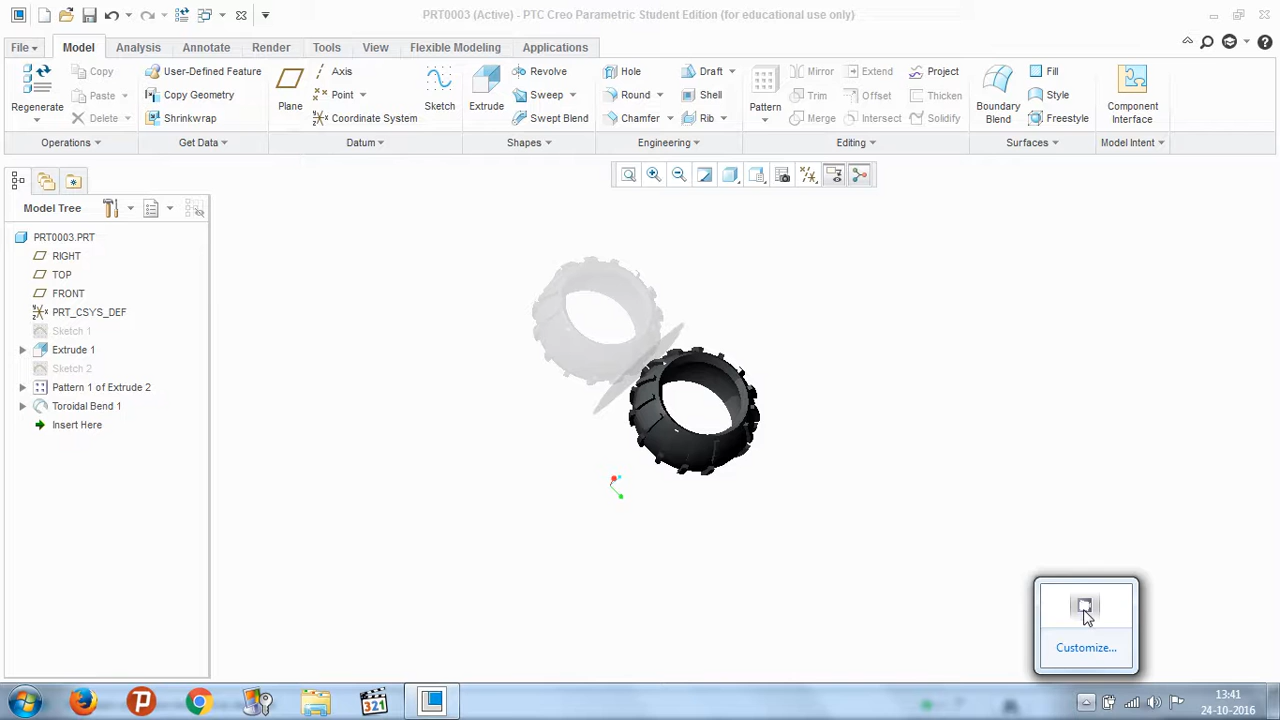 PRT0003 (Active) - PTC Creo Parametric Student Edition (for educational use only)
File Model Analysis Annotate Render Tools View Flexible Modeling Applications
Regenerate
Copy
Paste
Delete
Operations
User-Defined Feature
Copy Geometry
Shrinkwrap
Get Data
Plane
Axis
Point
Coordinate System
Sketch
Datum
Extrude
Revolve
Sweep
Swept Blend
Shapes
Hole
Round
Chamfer
Draft
Shell
Rib
Engineering
Pattern
Mirror
Trim
Merge
Extend
Offset
Intersect
Project
Thicken
Solidify
Editing
Boundary
Blend
Fill
Style
Freestyle
Surfaces
Component
Interface
Model Intent
Model Tree
PRT0003.PRT
RIGHT
TOP
FRONT
PRT_CSYS_DEF
Sketch 1
Extrude 1
Sketch 2
Pattern 1 of Extrude 2
Toroidal Bend 1
Insert Here
Customize...
321
13:41
24-10-2016